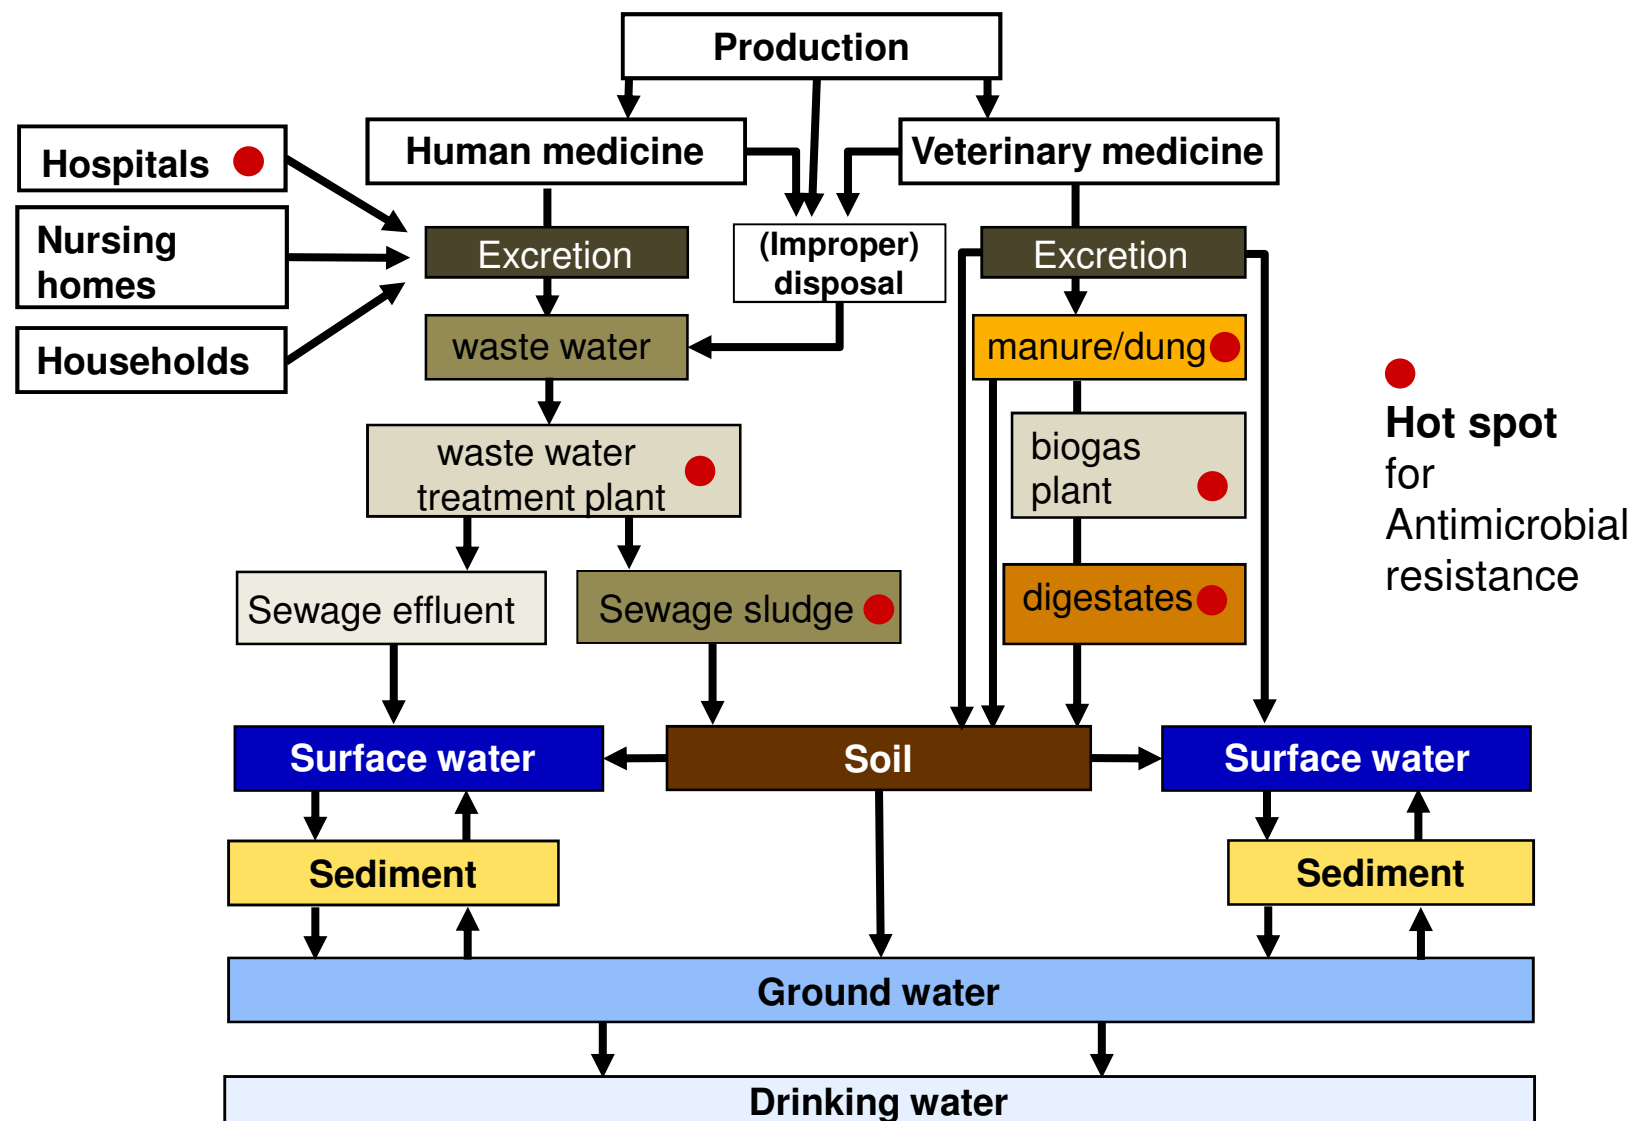 Production
Human medicine
Veterinary medicine
Hospitals
Nursing
homes
Households
Excretion
(Improper)
disposal
Excretion
waste water
manure/dung
waste water
treatment plant
biogas
plant
Hot spot
for
Antimicrobial
resistance
Sewage effluent
Sewage sludge
digestates
Surface water
Soil
Surface water
Sediment
Sediment
Ground water
Drinking water